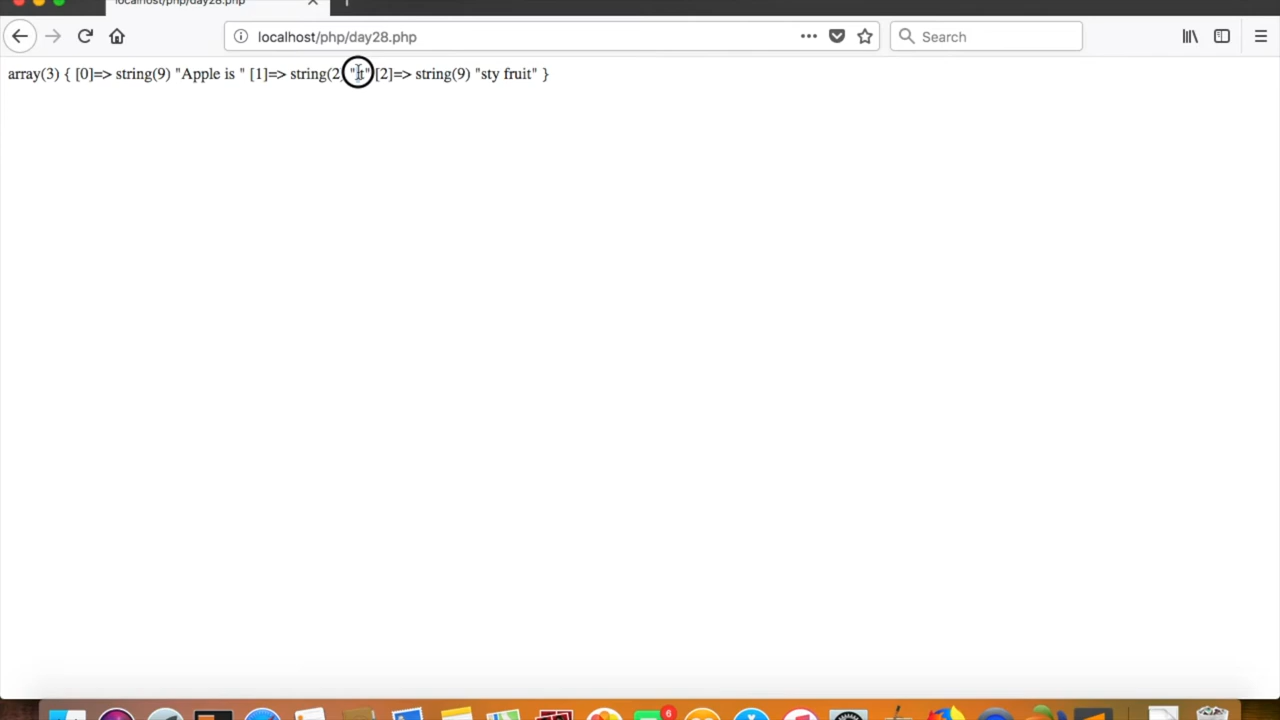 localhost/php/day28.php
localhost/php/day28.php
Search
array(3) { [0]=> string(9) "Apple is " [1]=> string(2) [2]=> string(9) "sty fruit" }
6